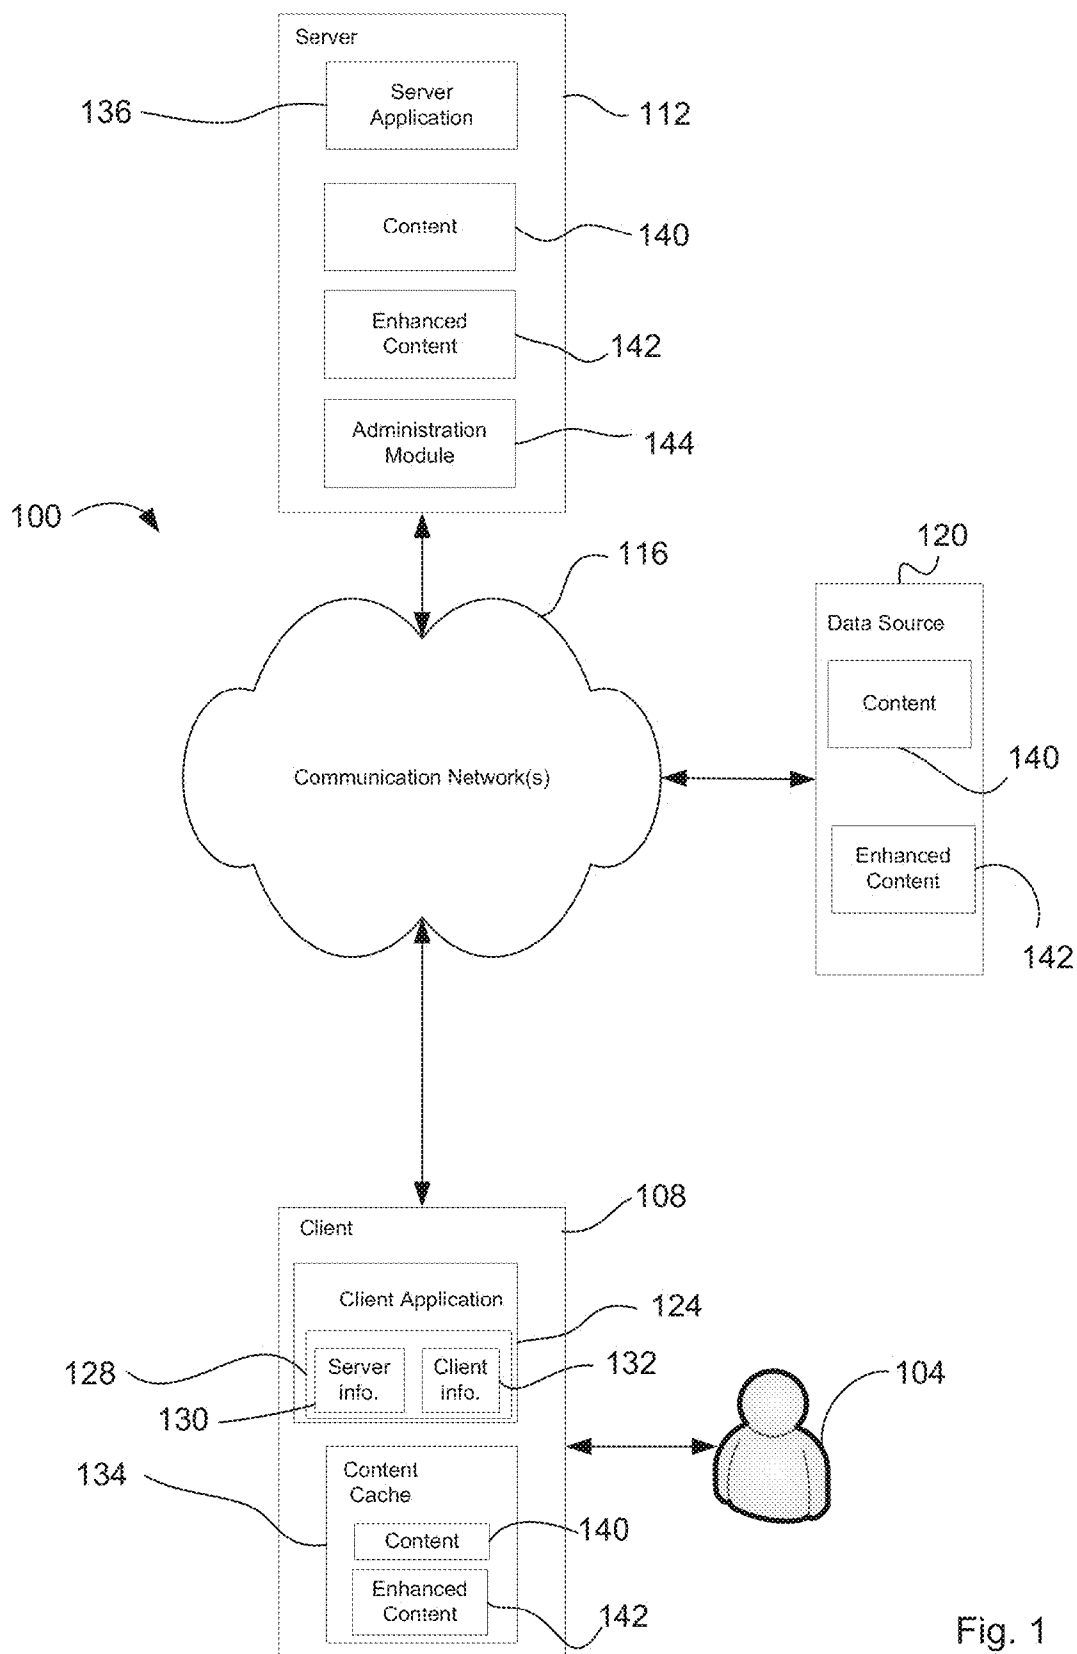 Server
136
Server
Application
112
Content
140
Enhanced
Content
142
Administration
Module
144
100
116
120
Data Source
Content
140
Communication Network(s)
Enhanced
Content
142
108
Client
Client Application
124
128
Server
info.
Client
info.
132
130
104
134
Content
Cache
Content
140
Enhanced
Content
142
Fig. 1